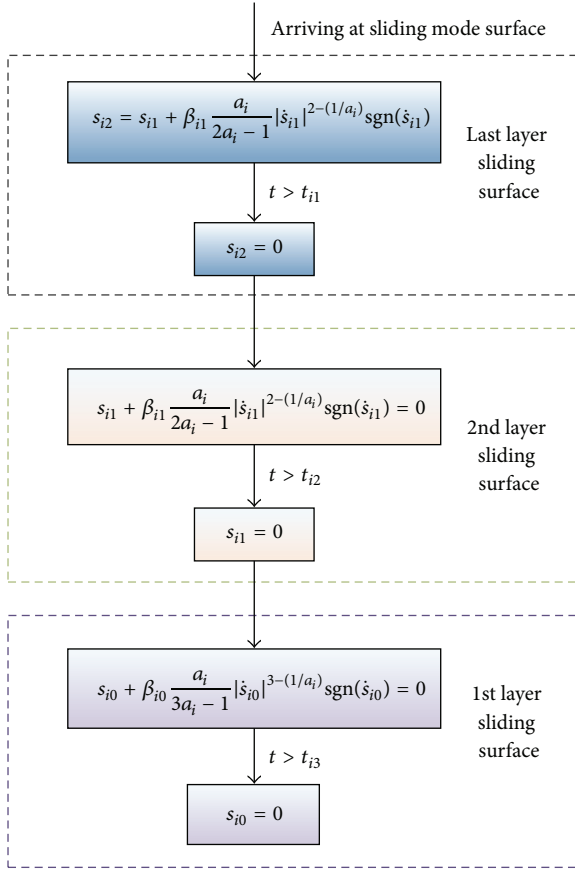 Arriving at sliding mode surface
s_{i2} = s_{i1} + β_{i1} \frac{a_i}{2a_i − 1} |ṡ_{i1}|^{2−(1/a_i)} sgn(ṡ_{i1})
Last layer
sliding
surface
t > t_{i1}
s_{i2} = 0
s_{i1} + β_{i1} \frac{a_i}{2a_i − 1} |ṡ_{i1}|^{2−(1/a_i)} sgn(ṡ_{i1}) = 0
2nd layer
sliding
surface
t > t_{i2}
s_{i1} = 0
s_{i0} + β_{i0} \frac{a_i}{3a_i − 1} |ṡ_{i0}|^{3−(1/a_i)} sgn(ṡ_{i0}) = 0
1st layer
sliding
surface
t > t_{i3}
s_{i0} = 0